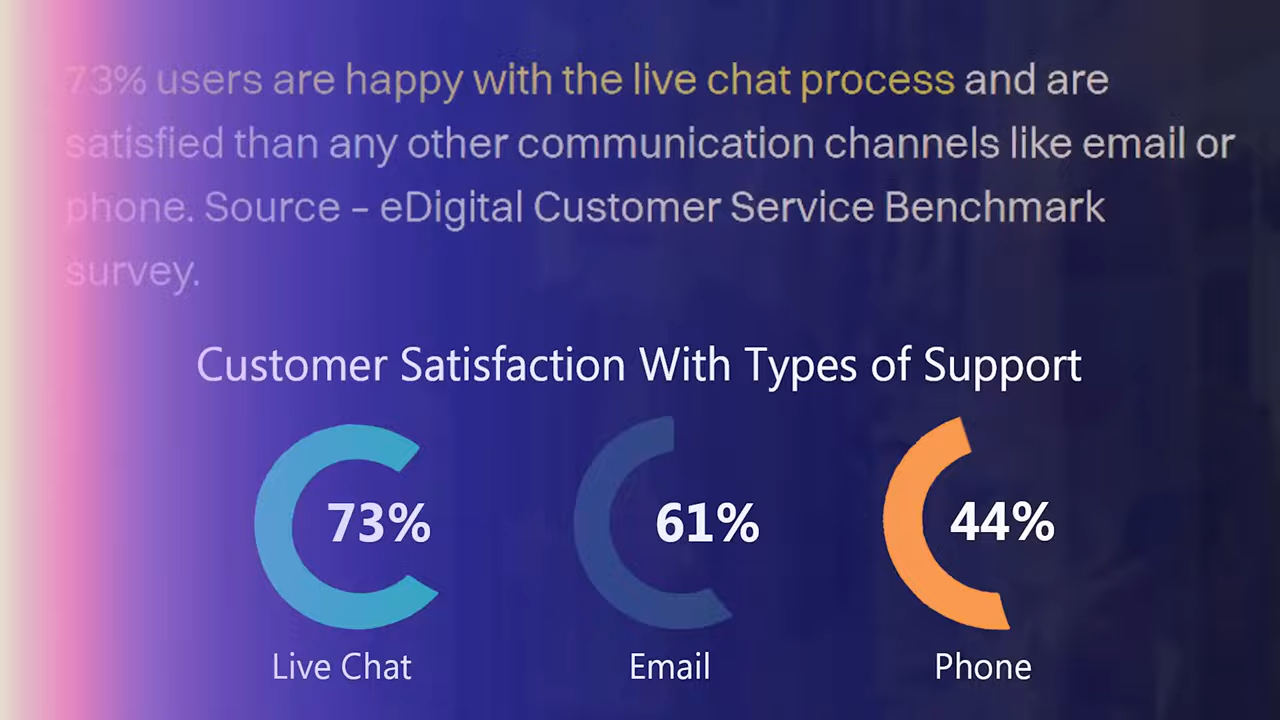 73% users are happy with the live chat process and are
satisfied than any other communication channels like email or
phone. Source – eDigital Customer Service Benchmark
survey.
Customer Satisfaction With Types of Support
73%
61%
44%
Live Chat
Email
Phone